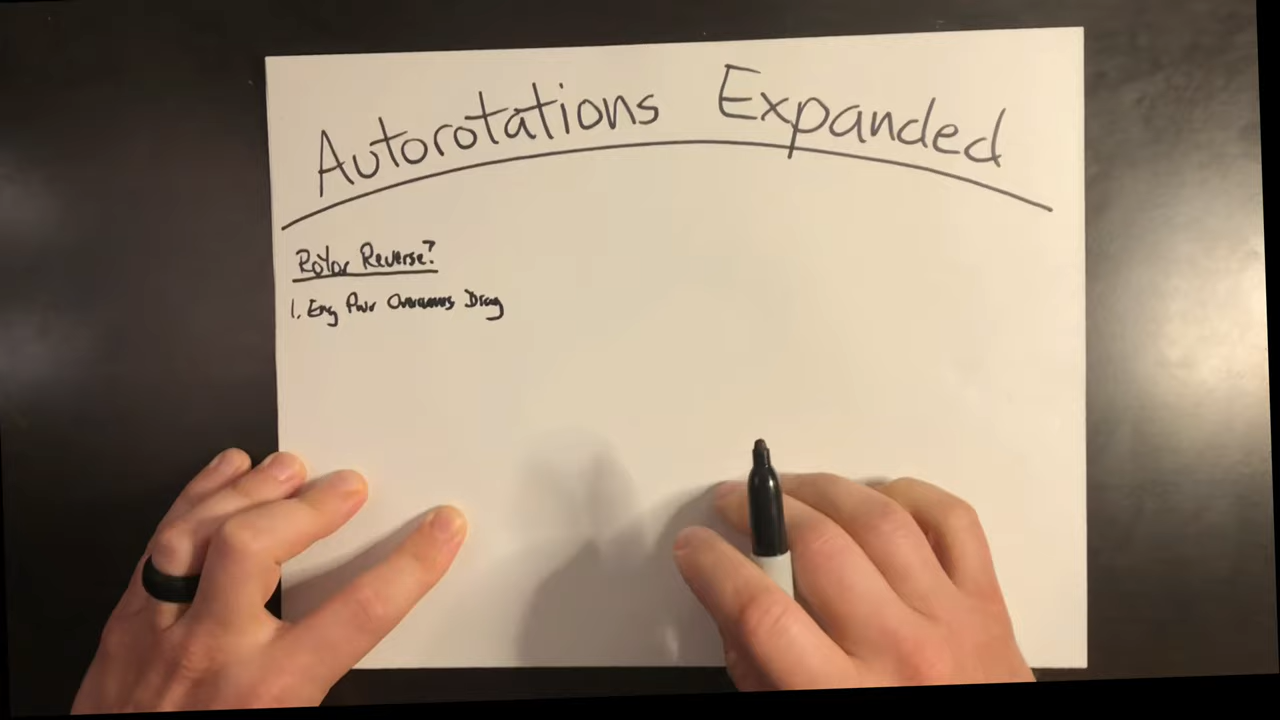 Autorotations Expanded
Rotor Reverse?
1. Eng Pwr Overcomes Drag